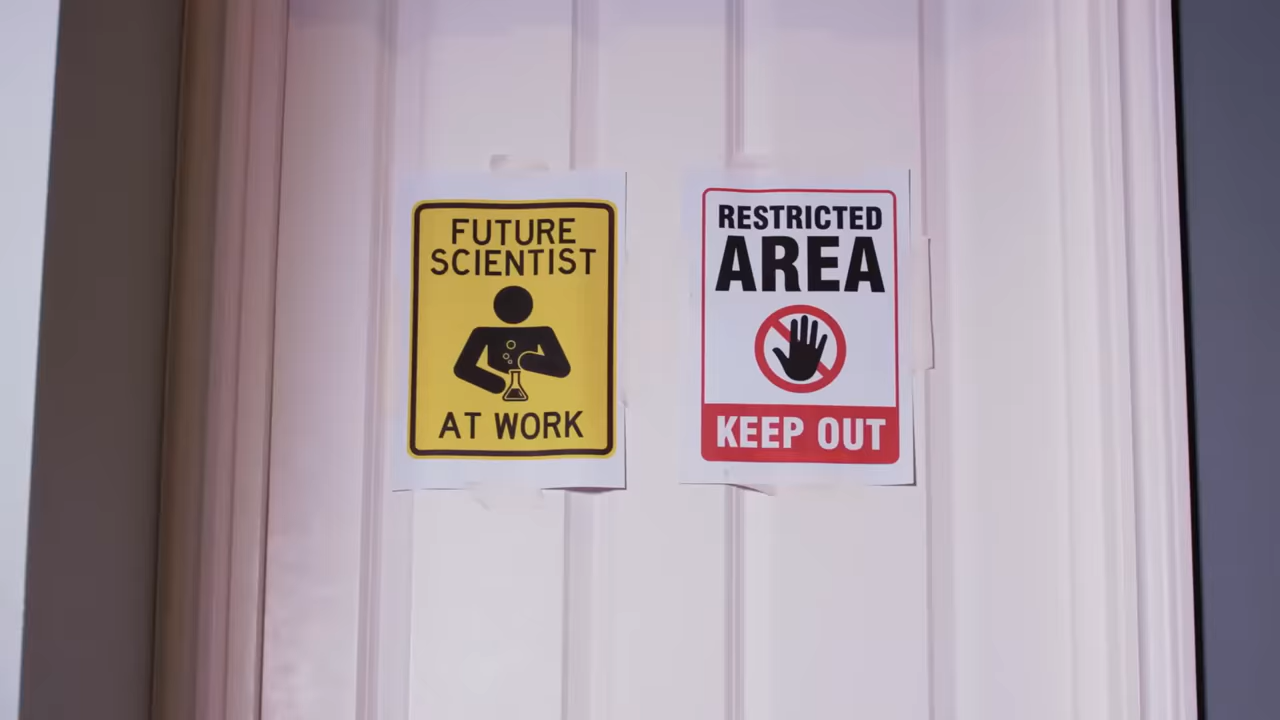 FUTURE
SCIENTIST
AT WORK
RESTRICTED
AREA
KEEP OUT